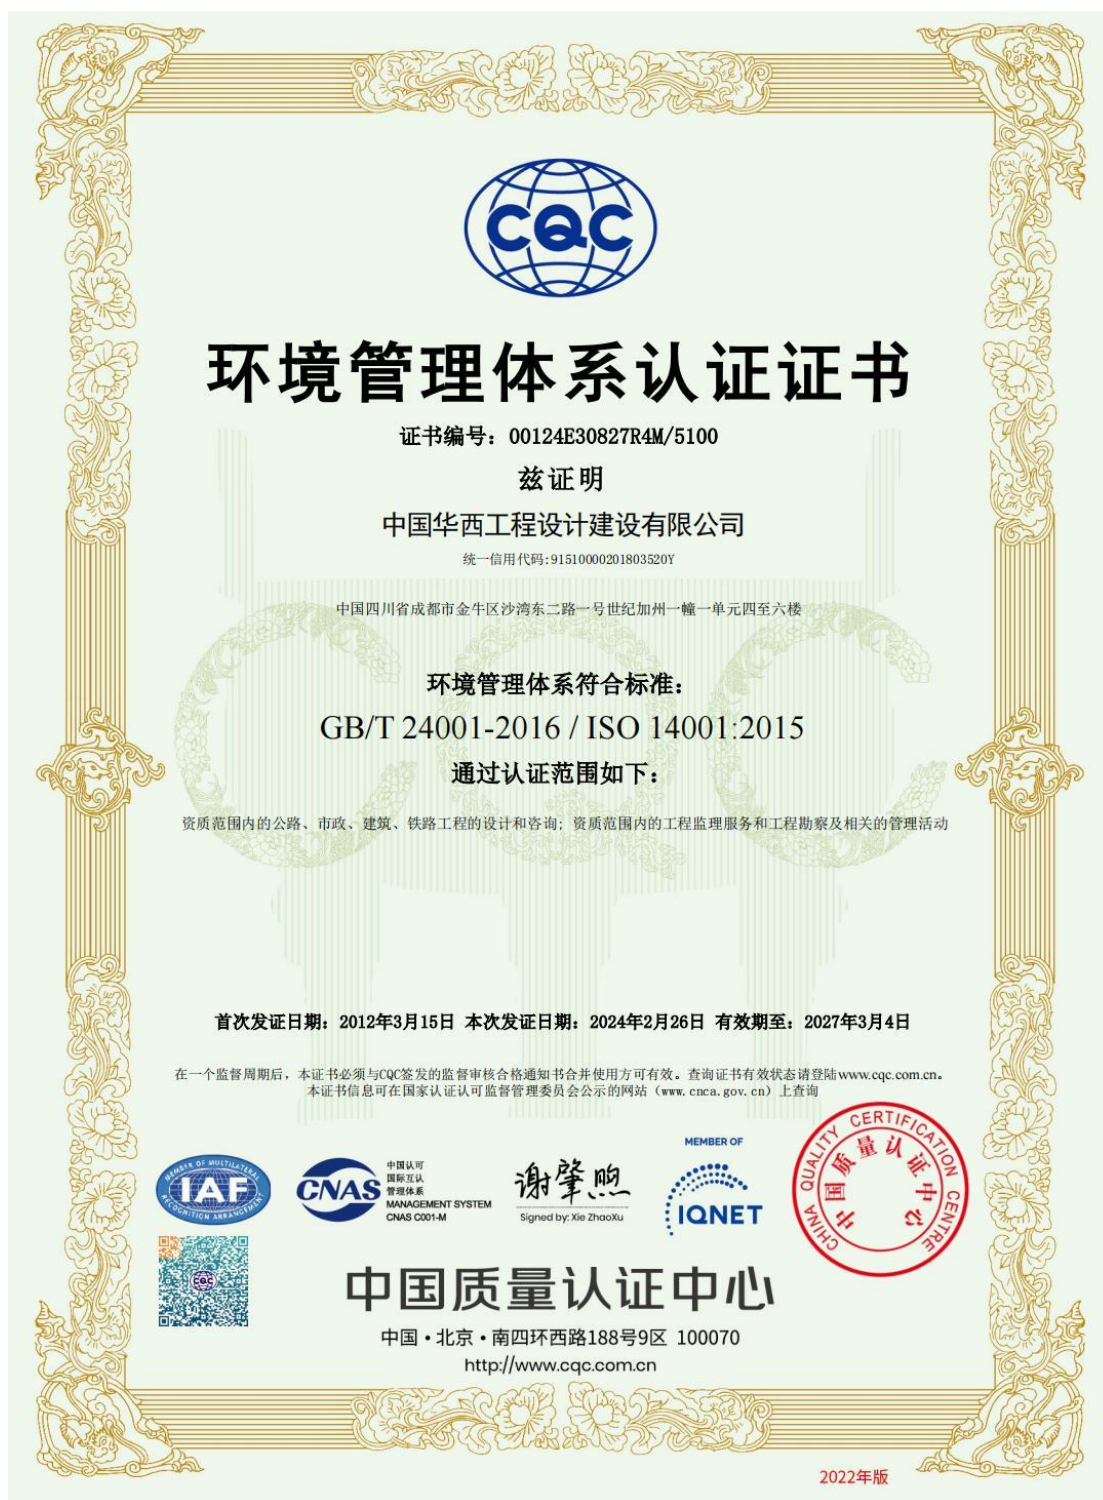 CQC
环境管理体系认证证书
证书编号：00124E30827R4M/5100
兹证明
中国华西工程设计建设有限公司
统一信用代码:91510000201803520Y
中国四川省成都市金牛区沙湾东二路一号世纪加州一幢一单元四至六楼
环境管理体系符合标准：
GB/T 24001-2016 / ISO 14001:2015
通过认证范围如下：
资质范围内的公路、市政、建筑、铁路工程的设计和咨询; 资质范围内的工程监理服务和工程勘察及相关的管理活动
首次发证日期：2012年3月15日 本次发证日期：2024年2月26日 有效期至：2027年3月4日
在一个监督周期后，本证书必须与CQC签发的监督审核合格通知书合并使用方可有效。查询证书有效状态请登陆www.cqc.com.cn。
本证书信息可在国家认证认可监督管理委员会公示的网站（www.cnca.gov.cn）上查询
MEMBER OF MULTILATERAL
IAF
RECOGNITION ARRANGEMENT
CNAS
中国认可
国际互认
管理体系
MANAGEMENT SYSTEM
CNAS C001-M
谢肇煦
Signed by: Xie ZhaoXu
MEMBER OF
IQNET
CHINA QUALITY CERTIFICATION CENTRE
中国质量认证中心
CQC
中国质量认证中心
中国·北京·南四环西路188号9区 100070
http://www.cqc.com.cn
2022年版